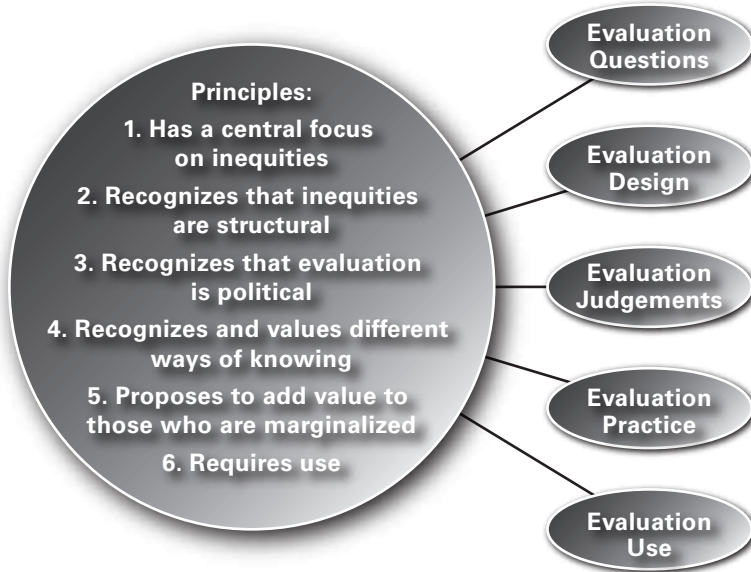 Principles:
1. Has a central focus
on inequities
2. Recognizes that inequities
are structural
3. Recognizes that evaluation
is political
4. Recognizes and values different
ways of knowing
5. Proposes to add value to
those who are marginalized
6. Requires use
Evaluation
Questions
Evaluation
Design
Evaluation
Judgements
Evaluation
Practice
Evaluation
Use